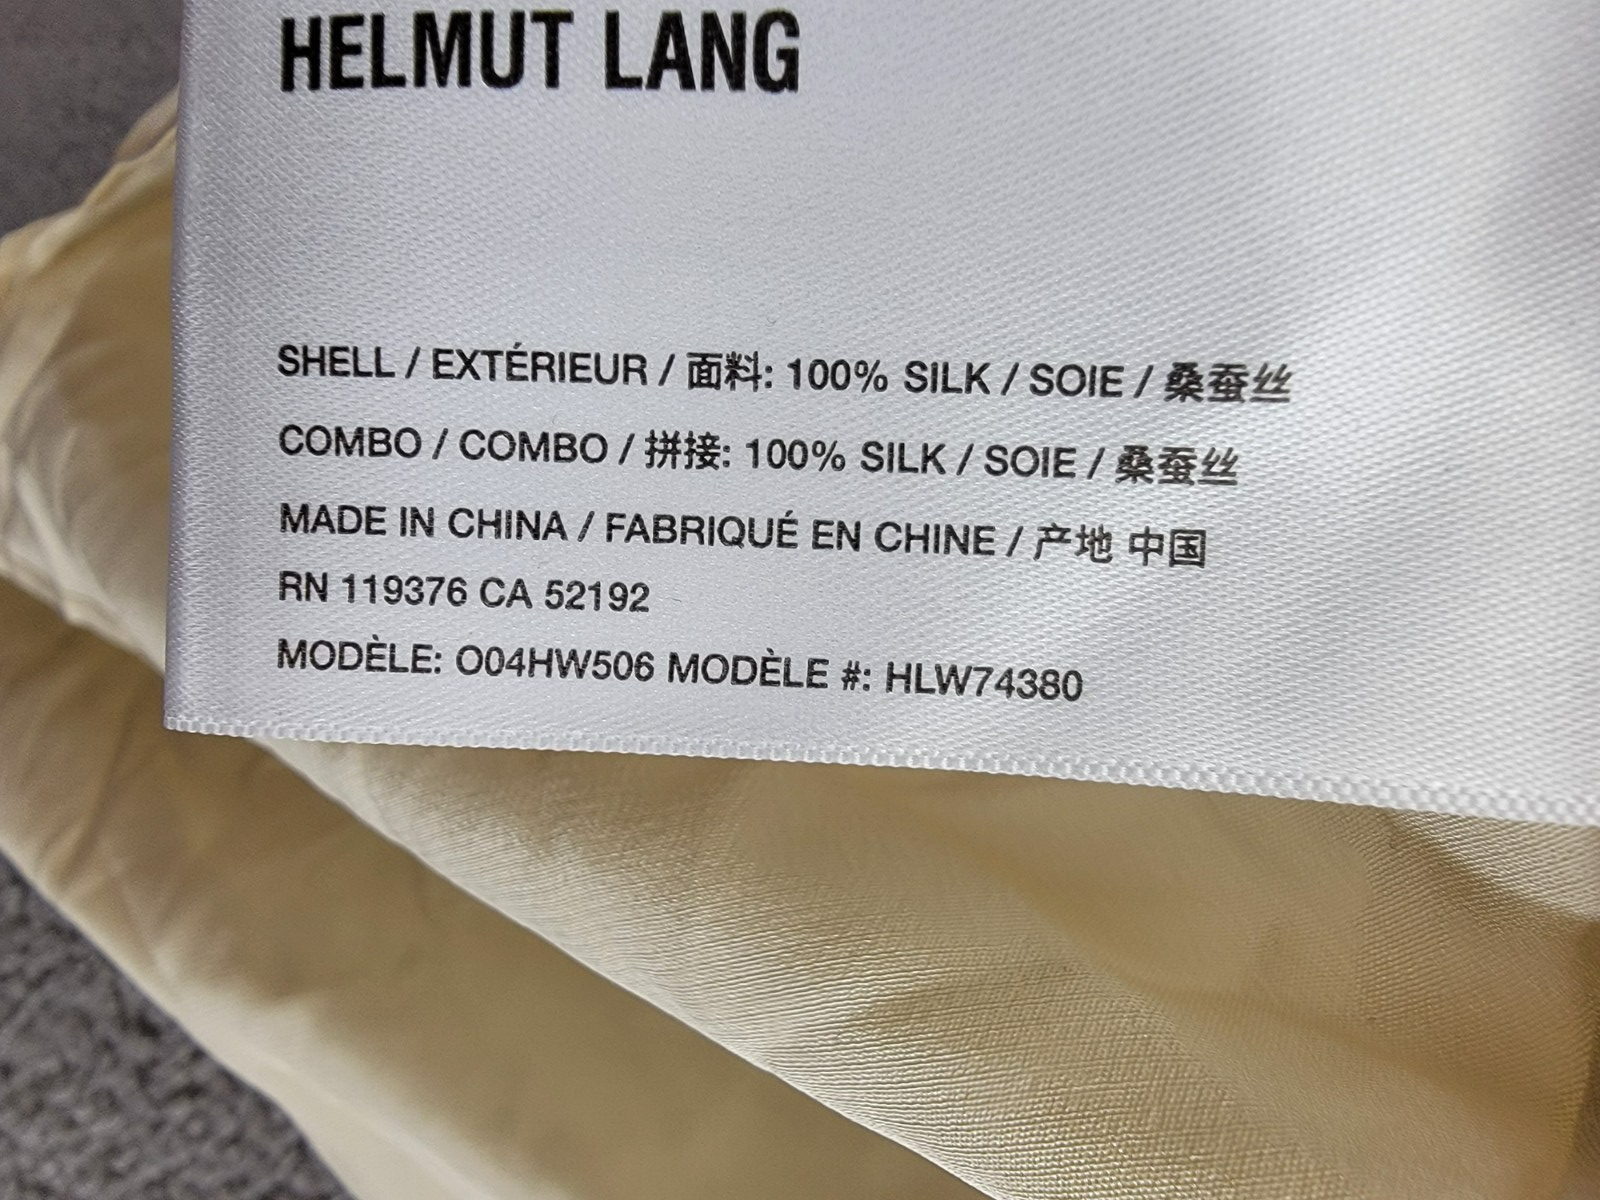 HELMUT LANG
SHELL / EXTÉRIEUR / 面料: 100% SILK / SOIE / 桑蚕丝
COMBO / COMBO / 拼接: 100% SILK / SOIE / 桑蚕丝
MADE IN CHINA / FABRIQUÉ EN CHINE / 产地 中国
RN 119376 CA 52192
MODÈLE: O04HW506 MODÈLE #: HLW74380